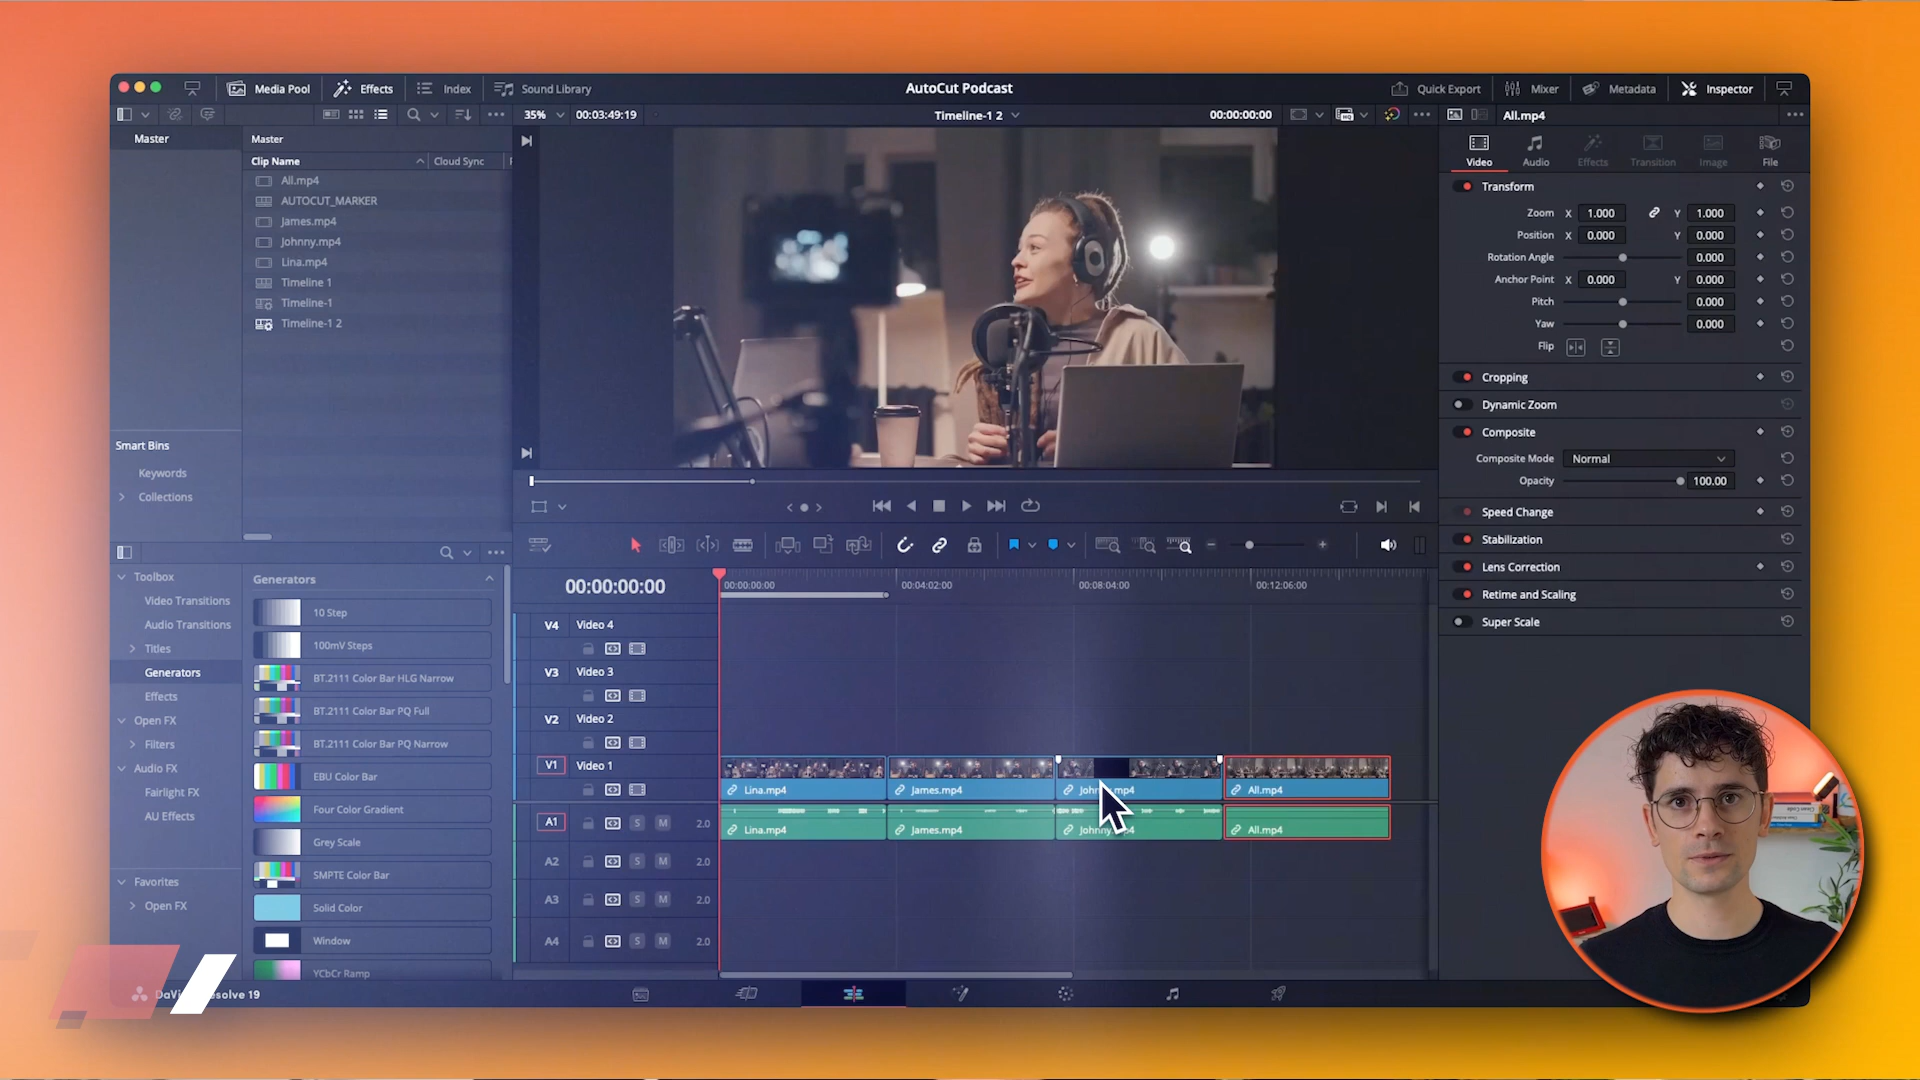 Media Pool Effects Index Sound Library AutoCut Podcast Quick Export Mixer Metadata Inspector
35% 00:03:49:19 Timeline-1 2 00:00:00:00 All.mp4
Master
Master
Clip Name Cloud Sync
All.mp4
AUTOCUT_MARKER
James.mp4
Johnny.mp4
Lina.mp4
Timeline 1
Timeline-1
Timeline-1 2
Smart Bins
Keywords
Collections
Video Audio Effects Transition Image File
Transform
Zoom X 1.000 Y 1.000
Position X 0.000 Y 0.000
Rotation Angle 0.000
Anchor Point X 0.000 Y 0.000
Pitch 0.000
Yaw 0.000
Flip
Cropping
Dynamic Zoom
Composite
Composite Mode Normal
Opacity 100.00
Speed Change
Stabilization
Lens Correction
Retime and Scaling
Super Scale
Toolbox
Video Transitions
Audio Transitions
Titles
Generators
Effects
Open FX
Filters
Audio FX
Fairlight FX
AU Effects
Favorites
Open FX
Generators
10 Step
100mV Steps
BT.2111 Color Bar HLG Narrow
BT.2111 Color Bar PQ Full
BT.2111 Color Bar PQ Narrow
EBU Color Bar
Four Color Gradient
Grey Scale
SMPTE Color Bar
Solid Color
Window
YCbCr Ramp
00:00:00:00 00:00:00:00 00:04:02:00 00:08:04:00 00:12:06:00
V4 Video 4
V3 Video 3
V2 Video 2
V1 Video 1
Lina.mp4 James.mp4 All.mp4
A1 S M 2.0
Lina.mp4 James.mp4 All.mp4
A2 S M 2.0
A3 S M 2.0
A4 S M 2.0
19